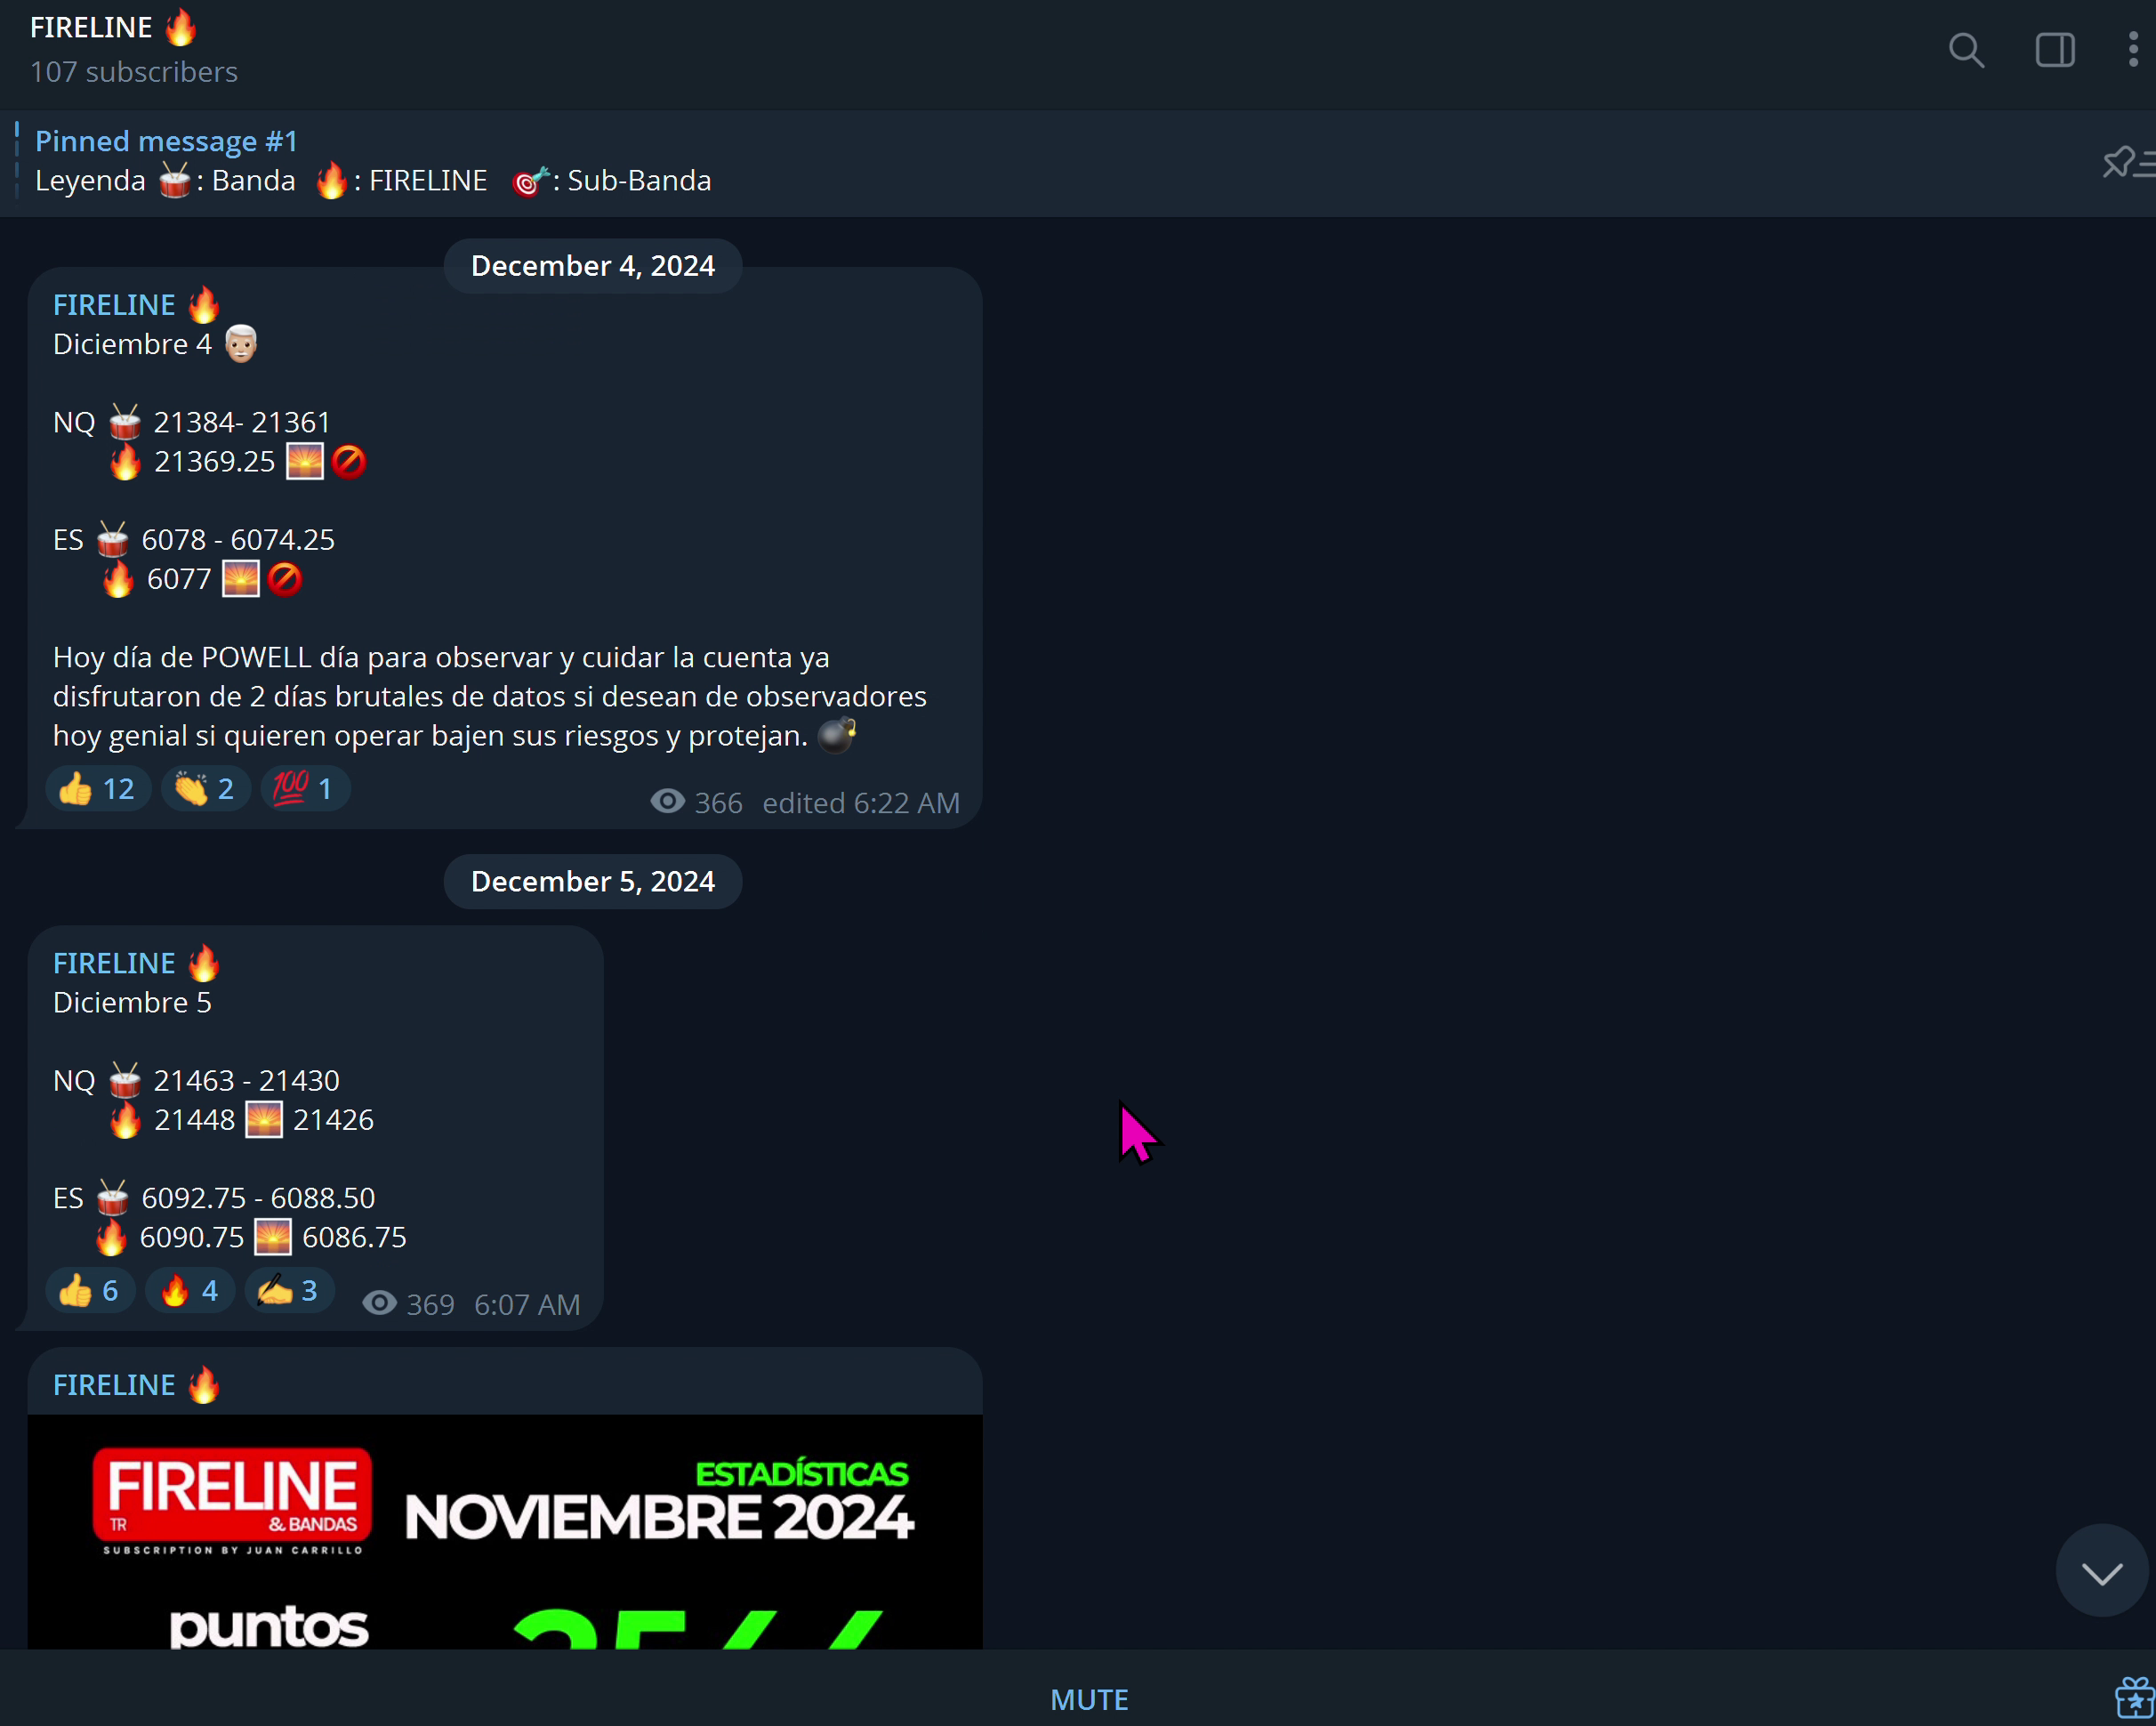 FIRELINE 🔥
107 subscribers
Pinned message #1
Leyenda 🥁: Banda 🔥: FIRELINE 🎯: Sub-Banda
December 4, 2024
FIRELINE 🔥
Diciembre 4 👨🏼‍🦳
NQ 🥁 21384- 21361
🔥 21369.25 🌅🚫
ES 🥁 6078 - 6074.25
🔥 6077 🌅🚫
Hoy día de POWELL día para observar y cuidar la cuenta ya
disfrutaron de 2 días brutales de datos si desean de observadores
hoy genial si quieren operar bajen sus riesgos y protejan. 💣
👍 12 👏 2 💯 1
366 edited 6:22 AM
December 5, 2024
FIRELINE 🔥
Diciembre 5
NQ 🥁 21463 - 21430
🔥 21448 🌅 21426
ES 🥁 6092.75 - 6088.50
🔥 6090.75 🌅 6086.75
👍 6 🔥 4 ✍ 3
369 6:07 AM
FIRELINE 🔥
FIRELINE
TR & BANDAS
SUBSCRIPTION BY JUAN CARRILLO
ESTADÍSTICAS
NOVIEMBRE 2024
puntos
MUTE